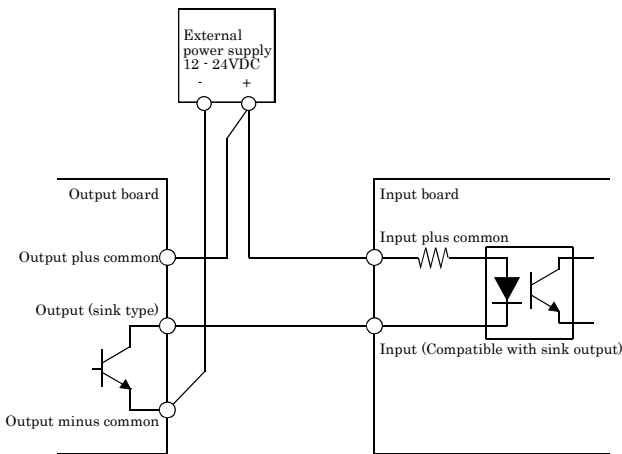 External
power supply
12 - 24VDC
- +
Output board
Input board
Output plus common
Input plus common
Output (sink type)
Input (Compatible with sink output)
Output minus common